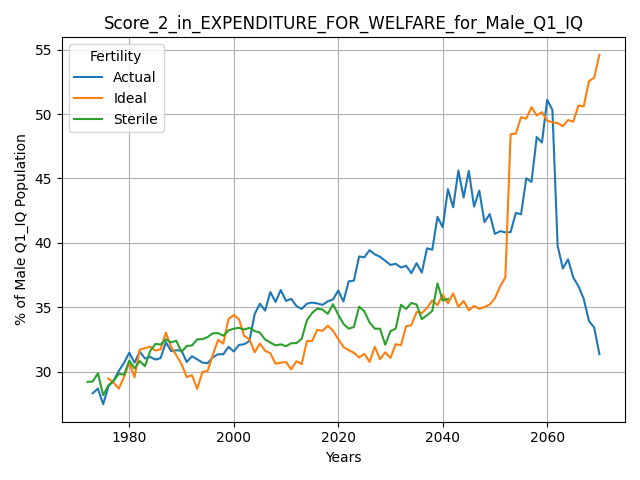 Score_2_in_EXPENDITURE_FOR_WELFARE_for_Male_Q1_IQ
Fertility
Actual
Ideal
Sterile
% of Male Q1_IQ Population
55
50
45
40
35
30
1980
2000
2020
2040
2060
Years